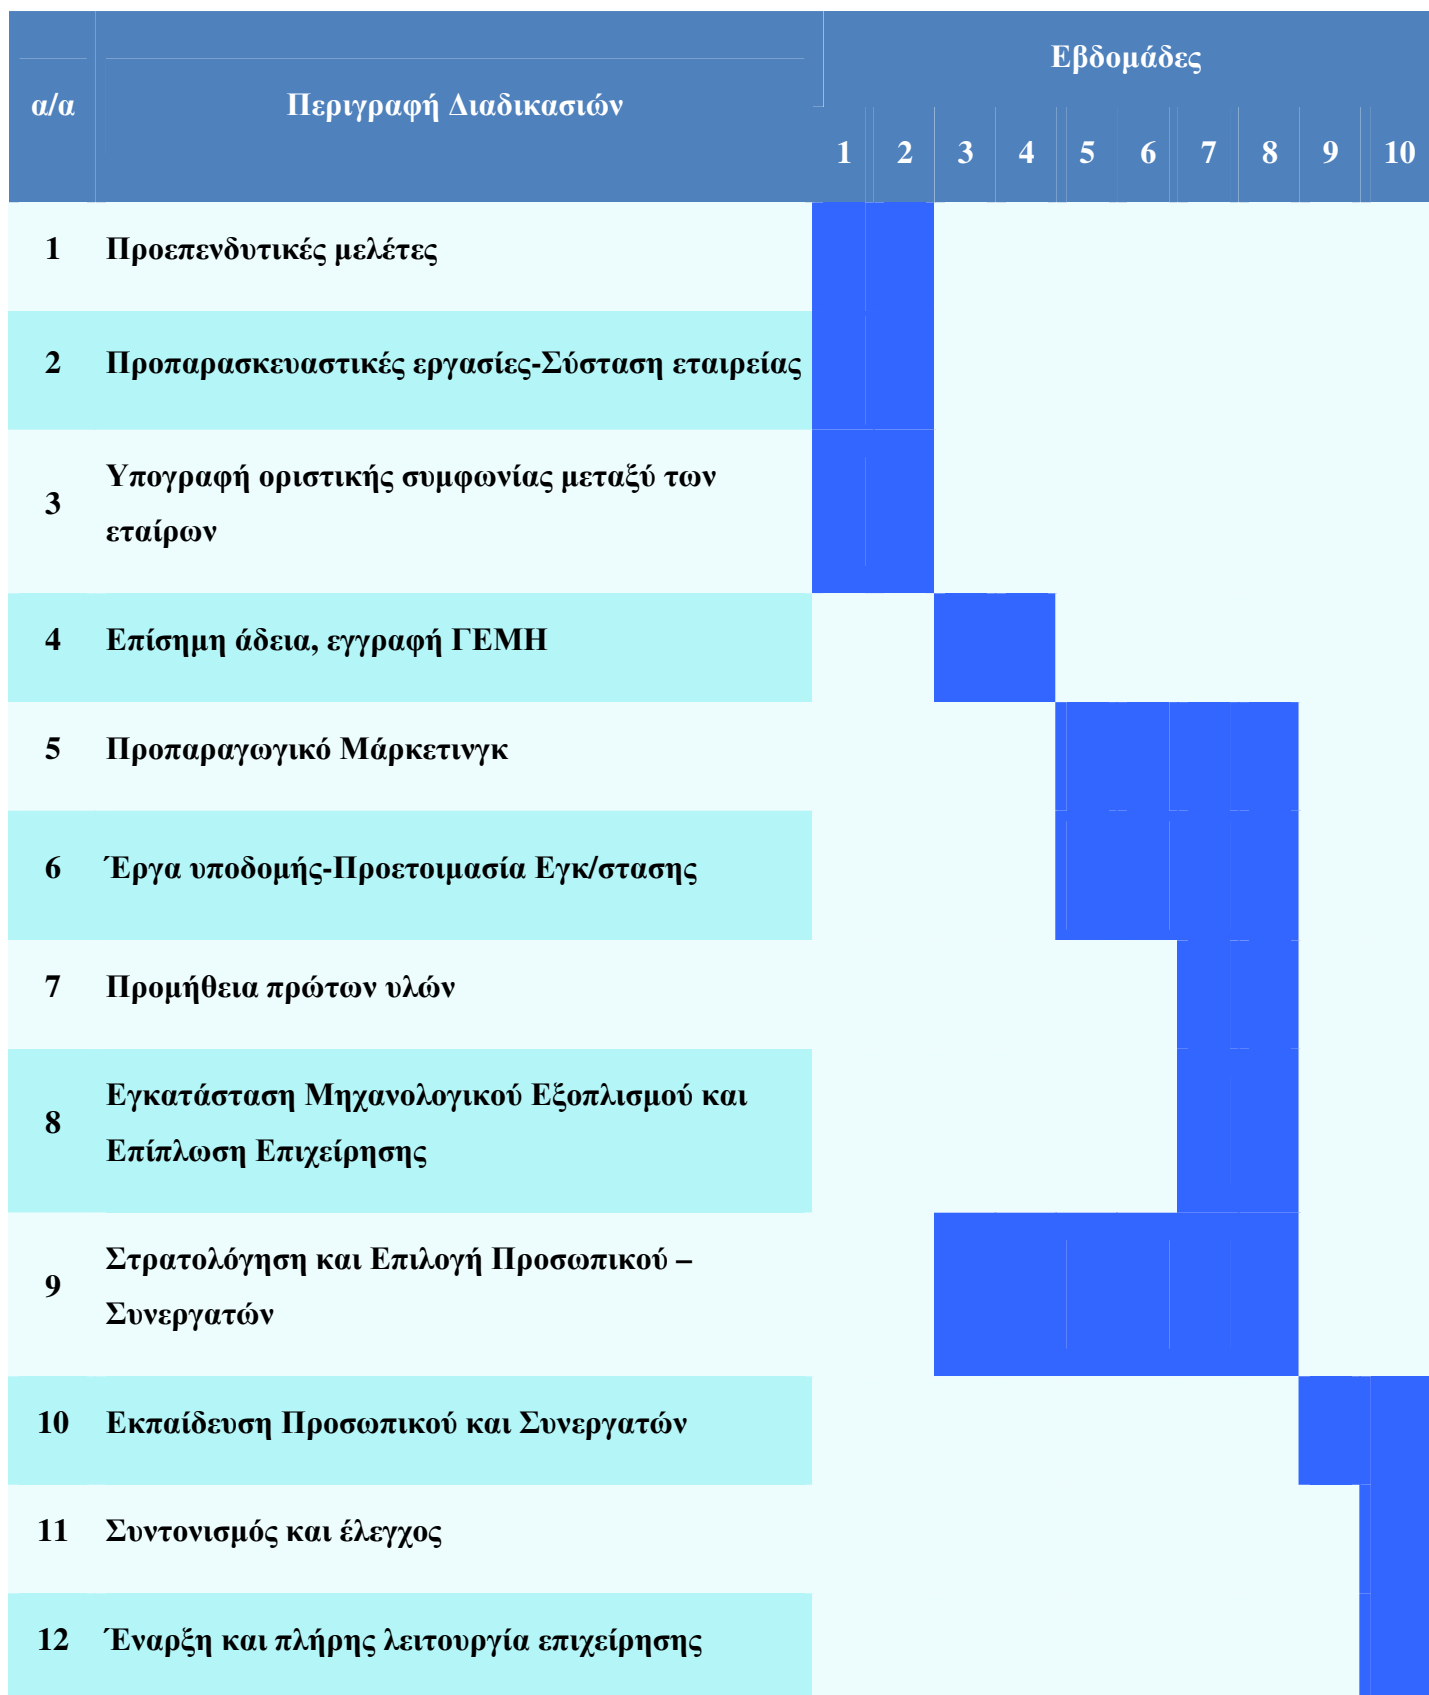 Εβδομάδες
α/α Περιγραφή Διαδικασιών
1 2 3 4 5 6 7 8 9 10
1 Προεπενδυτικές μελέτες
2 Προπαρασκευαστικές εργασίες-Σύσταση εταιρείας
3 Υπογραφή οριστικής συμφωνίας μεταξύ των
εταίρων
4 Επίσημη άδεια, εγγραφή ΓΕΜΗ
5 Προπαραγωγικό Μάρκετινγκ
6 Έργα υποδομής-Προετοιμασία Εγκ/στασης
7 Προμήθεια πρώτων υλών
8 Εγκατάσταση Μηχανολογικού Εξοπλισμού και
Επίπλωση Επιχείρησης
9 Στρατολόγηση και Επιλογή Προσωπικού –
Συνεργατών
10 Εκπαίδευση Προσωπικού και Συνεργατών
11 Συντονισμός και έλεγχος
12 Έναρξη και πλήρης λειτουργία επιχείρησης